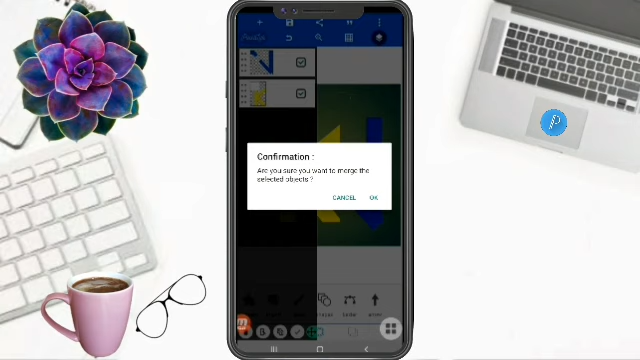 Confirmation :
Are you sure you want to merge the
selected objects ?
CANCEL
OK